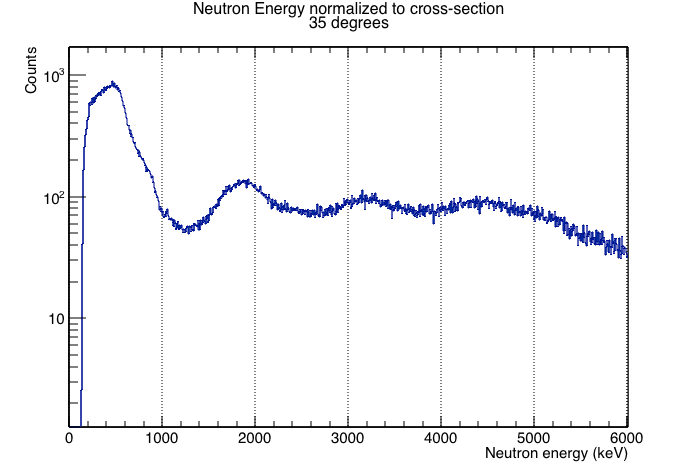 Neutron Energy normalized to cross-section
35 degrees
Counts
10³
10²
10
0 1000 2000 3000 4000 5000 6000
Neutron energy (keV)